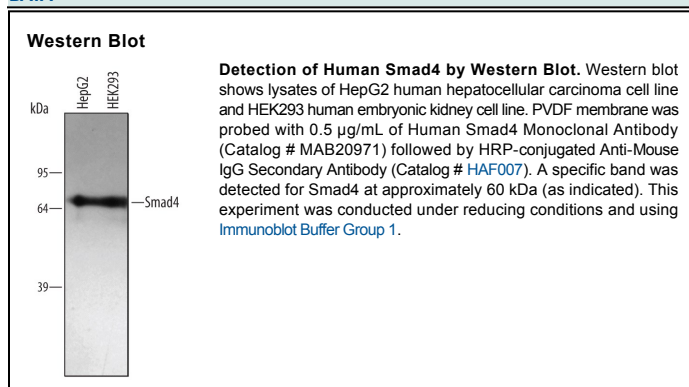 Western Blot
HepG2
HEK293
kDa
95
64
Smad4
39
Detection of Human Smad4 by Western Blot. Western blot
shows lysates of HepG2 human hepatocellular carcinoma cell line
and HEK293 human embryonic kidney cell line. PVDF membrane was
probed with 0.5 µg/mL of Human Smad4 Monoclonal Antibody
(Catalog # MAB20971) followed by HRP-conjugated Anti-Mouse
IgG Secondary Antibody (Catalog # HAF007). A specific band was
detected for Smad4 at approximately 60 kDa (as indicated). This
experiment was conducted under reducing conditions and using
Immunoblot Buffer Group 1.